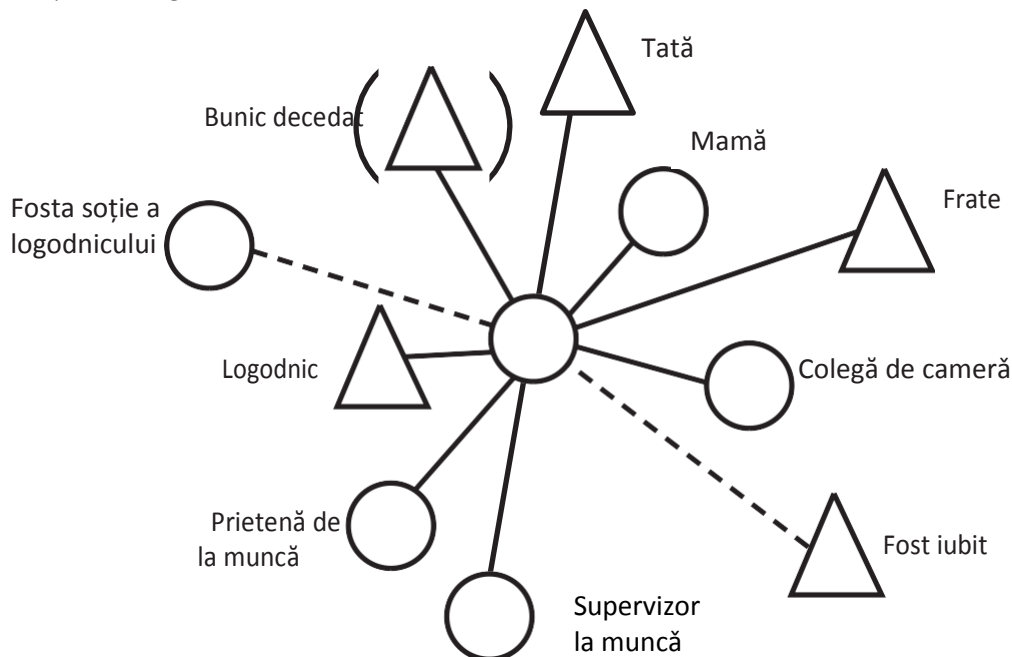 Tată
Bunic decedat
Mamă
Frate
Fosta soție a
logodnicului
Logodnic
Colegă de cameră
Prietenă de
la muncă
Fost iubit
Supervizor
la muncă